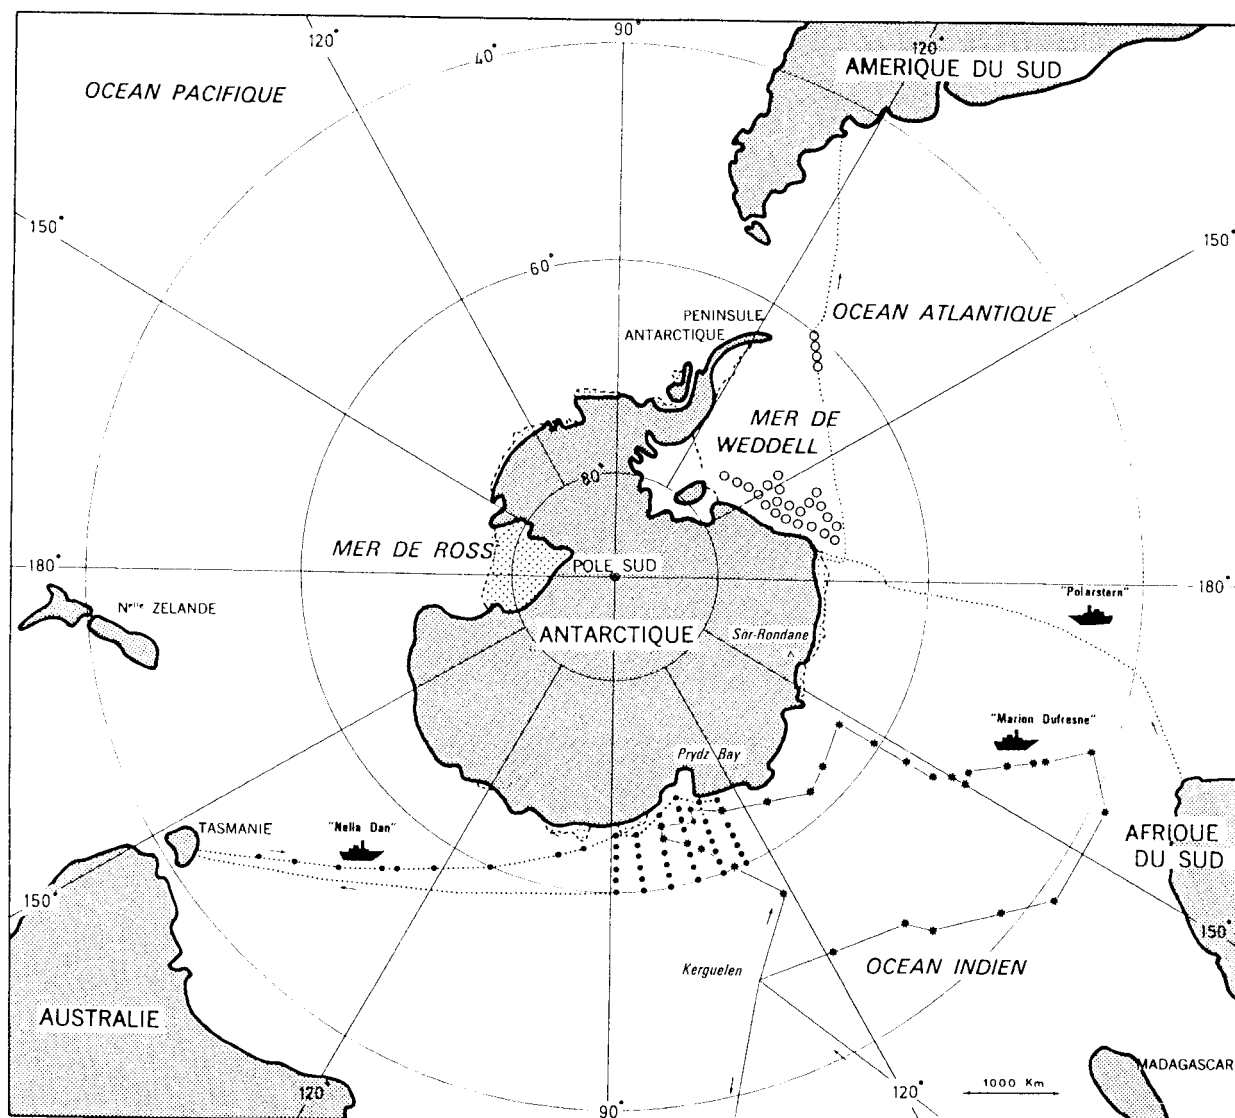 90°
120°
120°
40°
AMERIQUE DU SUD
OCEAN PACIFIQUE
150°
150°
60°
PENINSULE
ANTARCTIQUE
OCEAN ATLANTIQUE
MER DE
WEDDELL
80°
MER DE ROSS
180°
POLE SUD
180°
Nelle ZELANDE
"Polarstern"
ANTARCTIQUE
Sör-Rondane
"Marion Dufresne"
Prydz Bay
TASMANIE
"Nella Dan"
AFRIQUE
DU SUD
150°
150°
Kerguelen
OCEAN INDIEN
AUSTRALIE
MADAGASCAR
120°
120°
1000 Km
90°